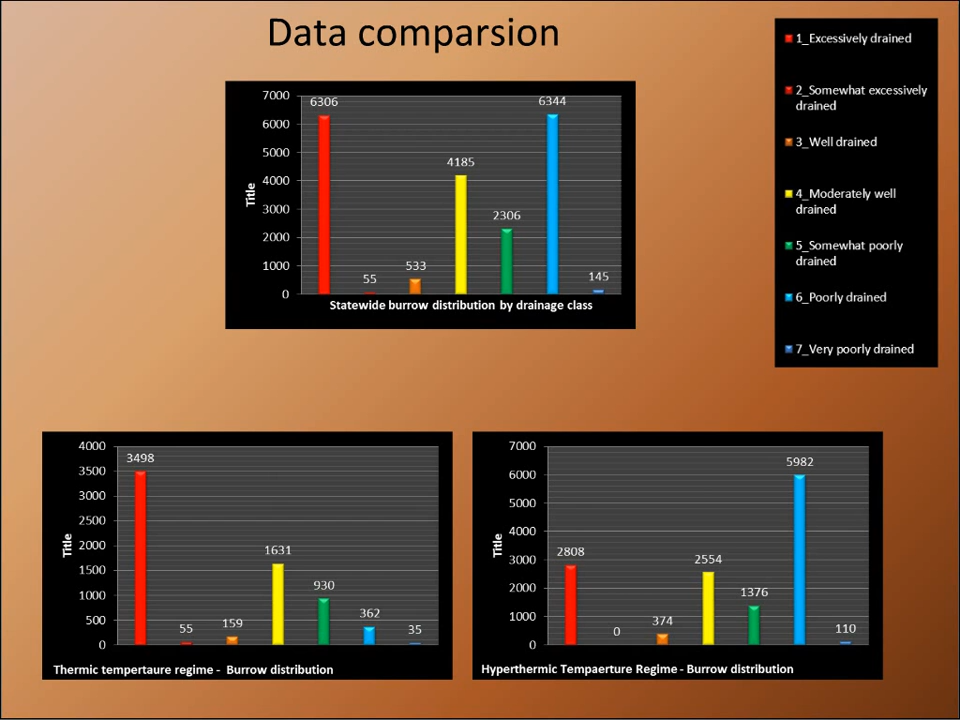 Data comparsion
7000
6000
5000
4000
3000
2000
1000
0
Title
6306
55
533
4185
2306
6344
145
Statewide burrow distribution by drainage class
1_Excessively drained
2_Somewhat excessively
drained
3_Well drained
4_Moderately well
drained
5_Somewhat poorly
drained
6_Poorly drained
7_Very poorly drained
4000
3500
3000
2500
2000
1500
1000
500
0
Title
3498
55
159
1631
930
362
35
Thermic tempertaure regime - Burrow distribution
7000
6000
5000
4000
3000
2000
1000
0
Title
2808
0
374
2554
1376
5982
110
Hyperthermic Tempaerture Regime - Burrow distribution